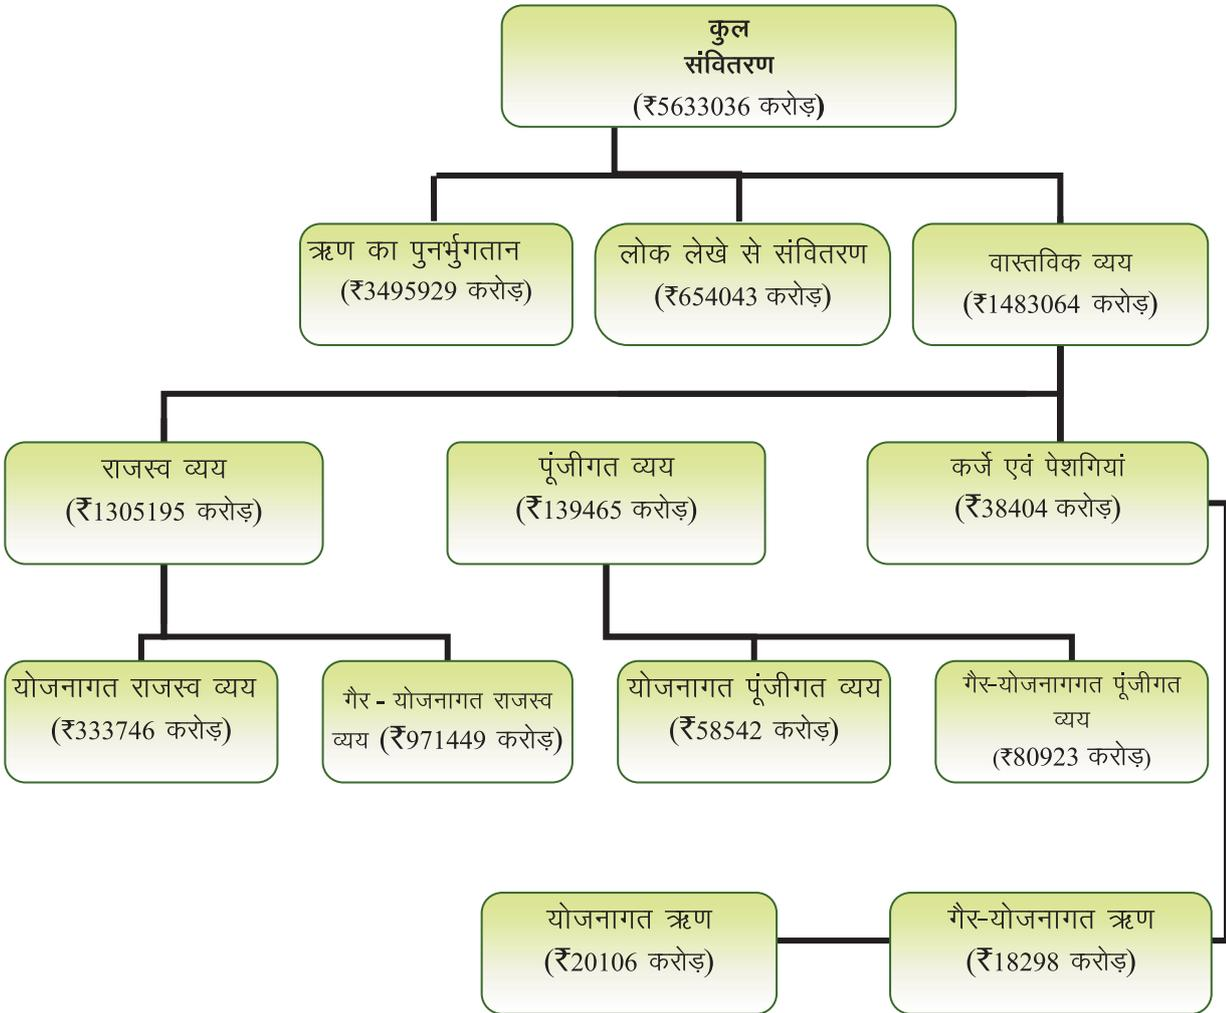 कुल
संवितरण
(₹5633036 करोड़)
ऋण का पुनर्भुगतान
(₹3495929 करोड़)
लोक लेखे से संवितरण
(₹654043 करोड़)
वास्तविक व्यय
(₹1483064 करोड़)
राजस्व व्यय
(₹1305195 करोड़)
पूंजीगत व्यय
(₹139465 करोड़)
कर्जे एवं पेशगियां
(₹38404 करोड़)
योजनागत राजस्व व्यय
(₹333746 करोड़)
गैर - योजनागत राजस्व
व्यय (₹971449 करोड़)
योजनागत पूंजीगत व्यय
(₹58542 करोड़)
गैर-योजनागगत पूंजीगत
व्यय
(₹80923 करोड़)
योजनागत ऋण
(₹20106 करोड़)
गैर-योजनागत ऋण
(₹18298 करोड़)